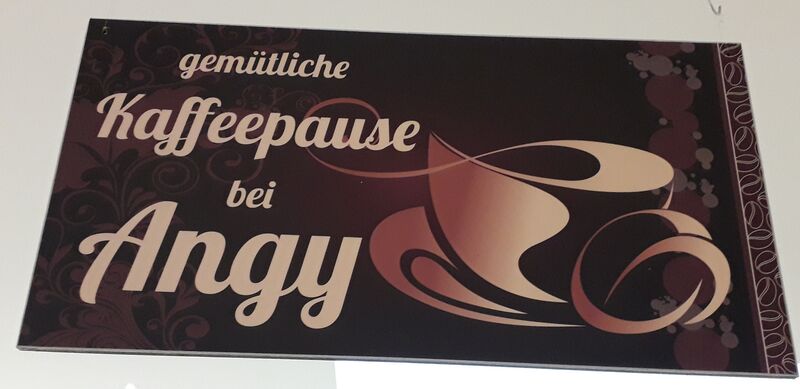 gemütliche
Kaffeepause
bei
Angy